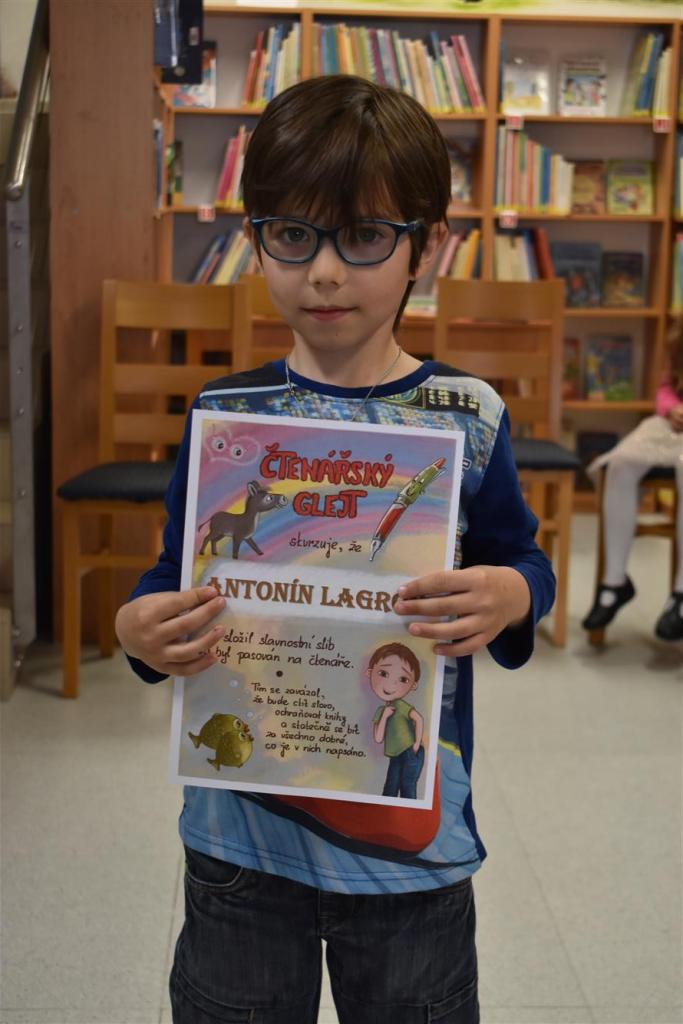 ČTENÁŘSKÝ
GLEJT
stvrzuje, že
ANTONÍN LAGRO
složil slavnostní slib
byl pasován na čtenáře.
Tím se zavázal,
že bude ctít slovo,
ochraňovat knihy
a statečně se bít
za všechno dobré,
co je v nich napsáno.